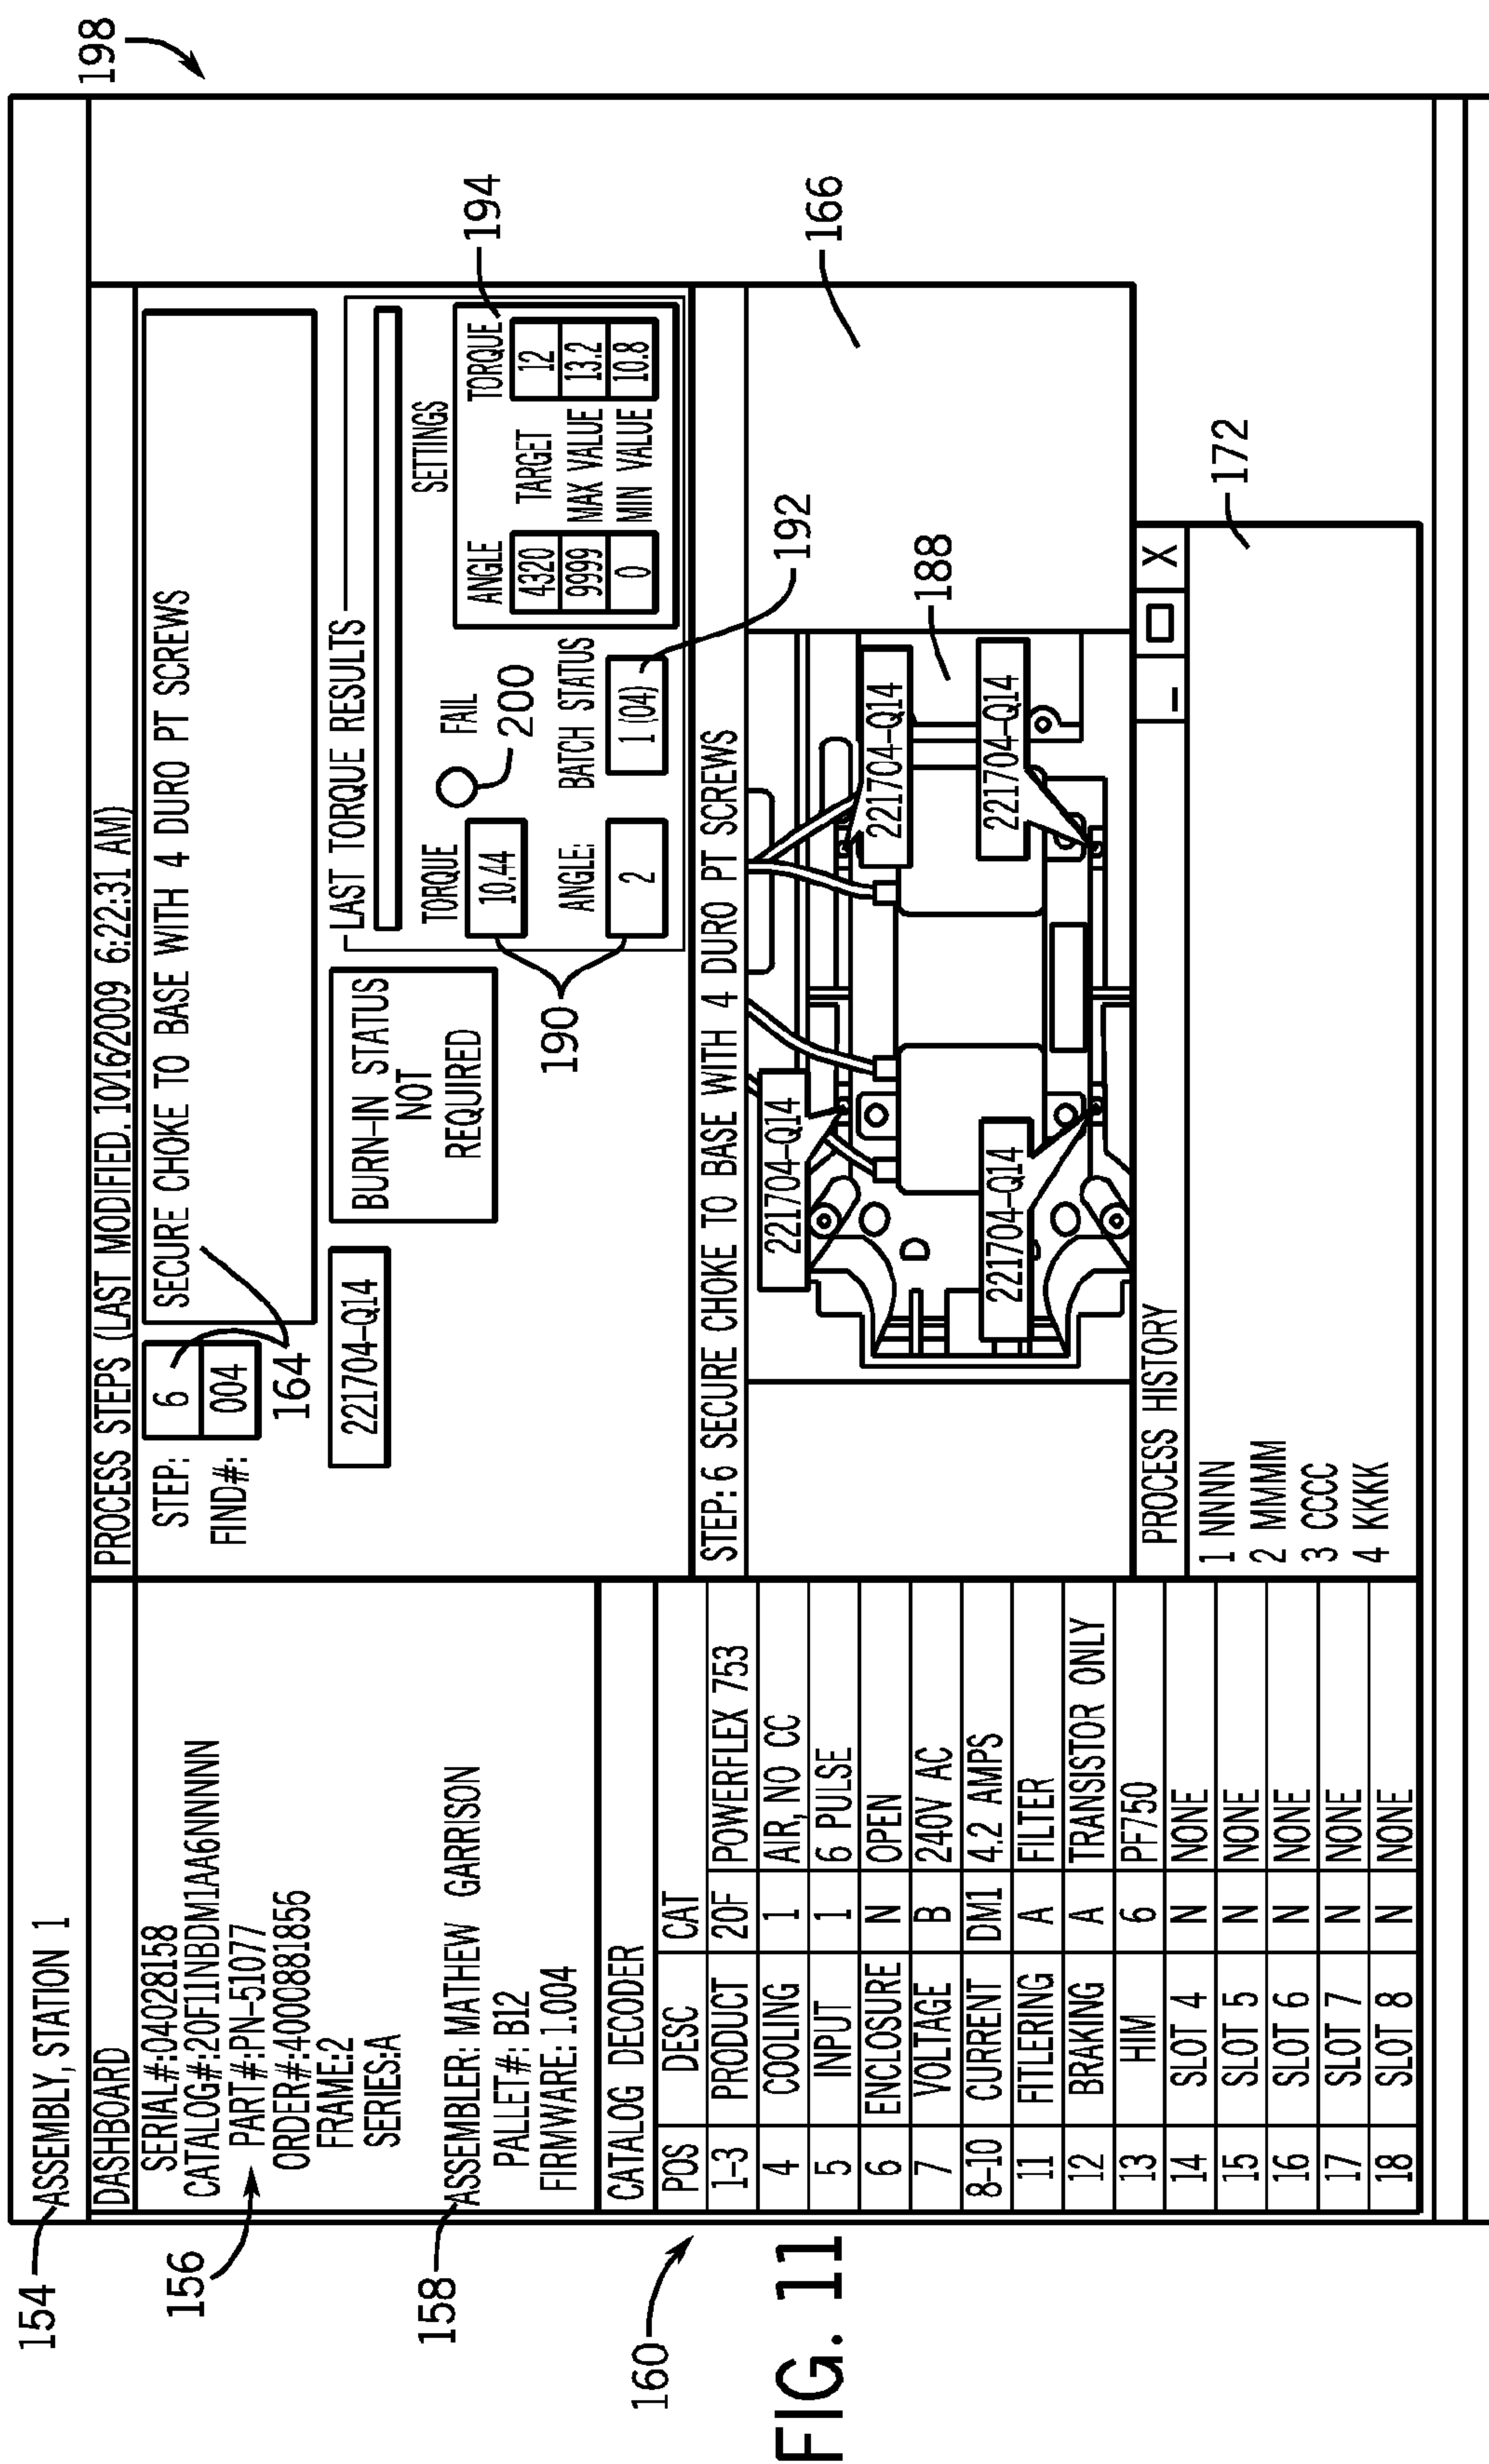 198
154
ASSEMBLY, STATION 1
DASHBOARD
SERIAL#:04028158
CATALOG#:20F1INBDM1AA6NNNNN
156
PART#:PN-51077
ORDER#:4000881856
FRAME:2
SERIES:A
158
ASSEMBLER: MATHEW GARRISON
PALLET#: B12
FIRMWARE: 1.004
160
CATALOG DECODER
POS DESC CAT
1-3 PRODUCT 20F POWERFLEX 753
4 COOLING 1 AIR, NO CC
5 INPUT 1 6 PULSE
6 ENCLOSURE N OPEN
7 VOLTAGE B 240V AC
8-10 CURRENT DM1 4.2 AMPS
11 FITLERING A FILTER
12 BRAKING A TRANSISTOR ONLY
13 HIM 6 PF750
14 SLOT 4 N NONE
15 SLOT 5 N NONE
16 SLOT 6 N NONE
17 SLOT 7 N NONE
18 SLOT 8 N NONE
PROCESS STEPS (LAST MODIFIED. 10/16/2009 6:22:31 AM)
STEP: 6
SECURE CHOKE TO BASE WITH 4 DURO PT SCREWS
FIND#: 004
164
221704-Q14
BURN-IN STATUS
NOT
REQUIRED
LAST TORQUE RESULTS
TORQUE
10.44
FAIL
200
ANGLE:
2
BATCH STATUS
1 (04)
190
192
SETTINGS
194
ANGLE TORQUE
4320 TARGET 12
9999 MAX VALUE 13.2
0 MIN VALUE 10.8
STEP: 6 SECURE CHOKE TO BASE WITH 4 DURO PT SCREWS
166
221704-Q14
221704-Q14
188
221704-Q14
221704-Q14
PROCESS HISTORY
_ X
172
1 NNNN
2 MMMM
3 CCCC
4 KKKK
FIG. 11